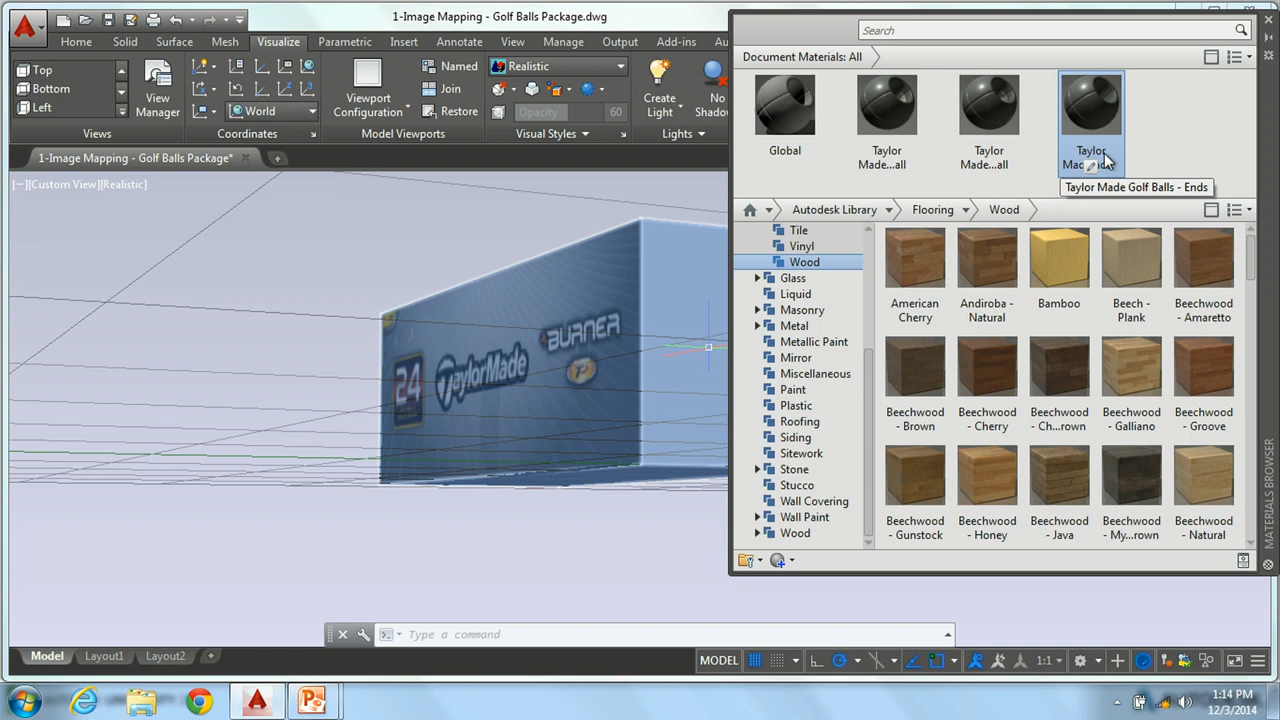 1-Image Mapping - Golf Balls Package.dwg
Home Solid Surface Mesh Visualize Parametric Insert Annotate View Manage Output Add-ins Au
Top
Bottom
Left
View
Manager
World
Viewport
Configuration
Named
Join
Restore
Realistic
Opacity 60
Create
Light
No
Shadow
Views
Coordinates
Model Viewports
Visual Styles
Lights
1-Image Mapping - Golf Balls Package*
[−][Custom View][Realistic]
24
TaylorMade
BURNER
Search
Document Materials: All
Global
Taylor
Made...all
Taylor
Made...all
Taylor
Taylor Made Golf Balls - Ends
Autodesk Library
Flooring
Wood
Tile
Vinyl
Wood
Glass
Liquid
Masonry
Metal
Metallic Paint
Mirror
Miscellaneous
Paint
Plastic
Roofing
Siding
Sitework
Stone
Stucco
Wall Covering
Wall Paint
Wood
American
Cherry
Andiroba -
Natural
Bamboo
Beech -
Plank
Beechwood
- Amaretto
Beechwood
- Brown
Beechwood
- Cherry
Beechwood
- Ch...rown
Beechwood
- Galliano
Beechwood
- Groove
Beechwood
- Gunstock
Beechwood
- Honey
Beechwood
- Java
Beechwood
- My...rown
Beechwood
- Natural
MATERIALS BROWSER
Type a command
Model Layout1 Layout2
MODEL
1:1
1:14 PM
12/3/2014